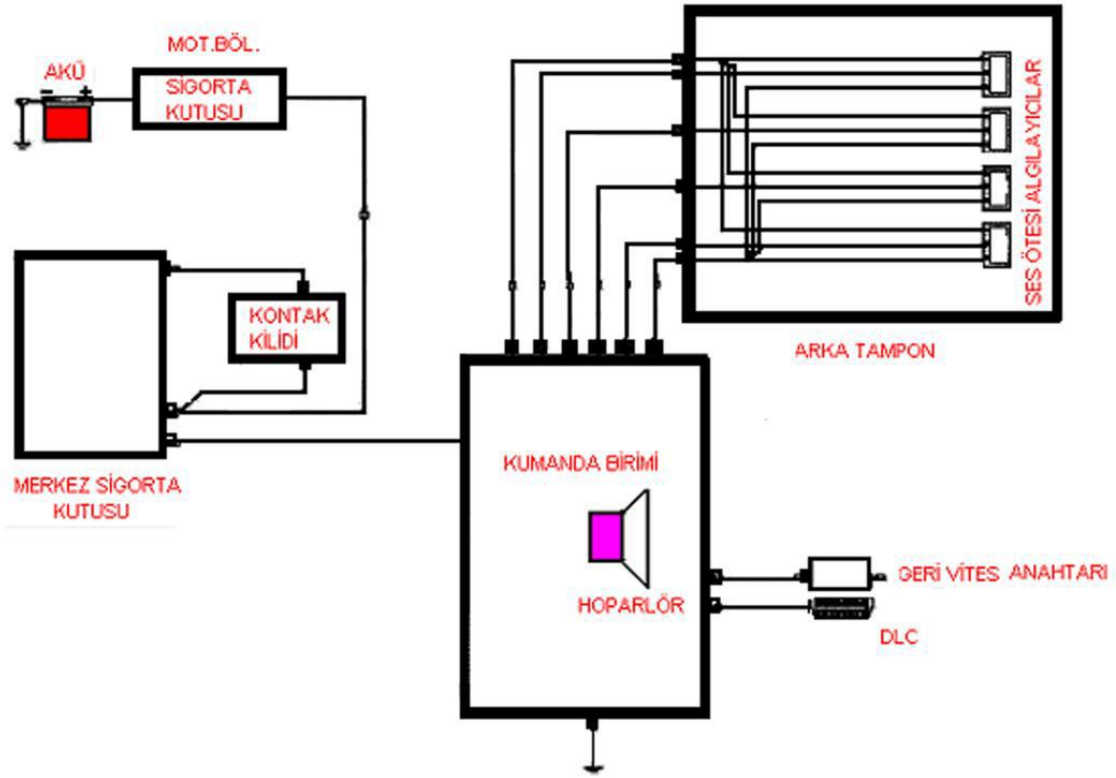 MOT.BÖL.
AKÜ
- +
SİGORTA
KUTUSU
SES ÖTESİ ALGILAYICILAR
KONTAK
KİLİDİ
ARKA TAMPON
MERKEZ SİGORTA
KUTUSU
KUMANDA BİRİMİ
HOPARLÖR
GERİ VİTES ANAHTARI
DLC